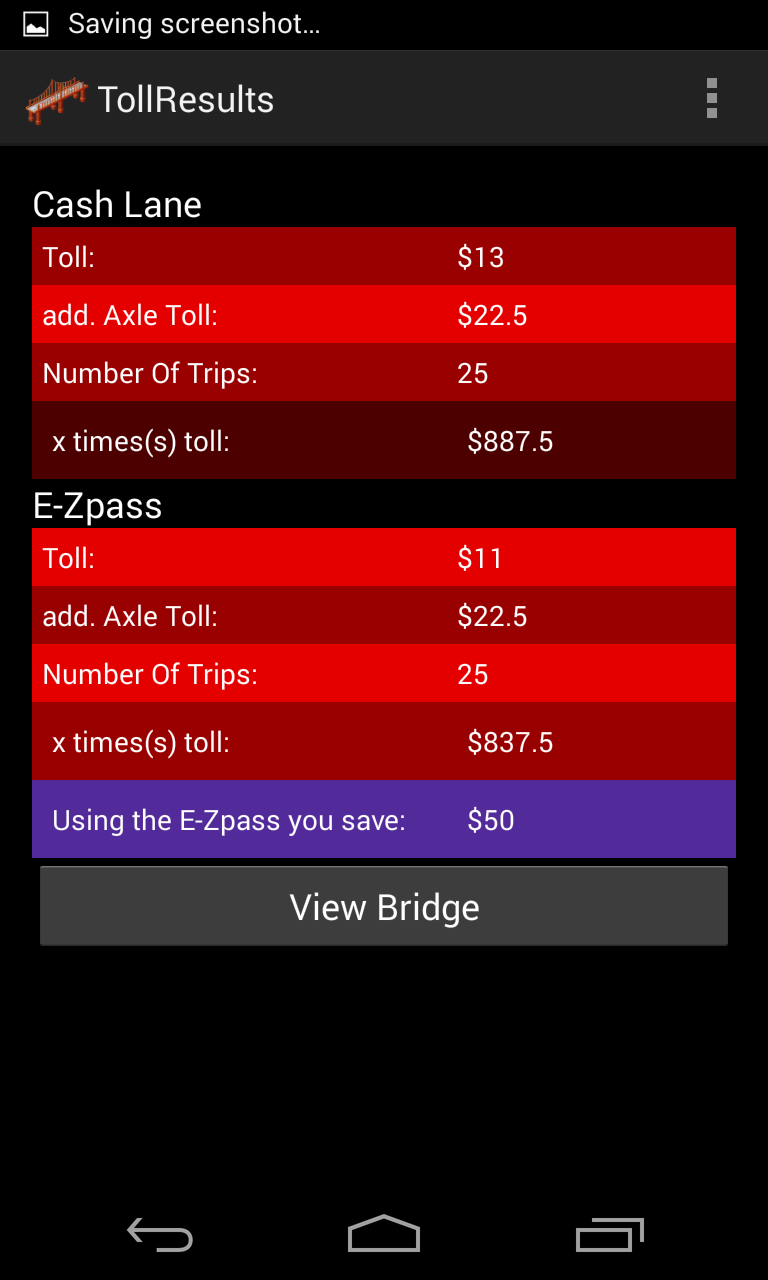 Saving screenshot...
TollResults
Cash Lane
Toll: $13
add. Axle Toll: $22.5
Number Of Trips: 25
x times(s) toll: $887.5
E-Zpass
Toll: $11
add. Axle Toll: $22.5
Number Of Trips: 25
x times(s) toll: $837.5
Using the E-Zpass you save: $50
View Bridge